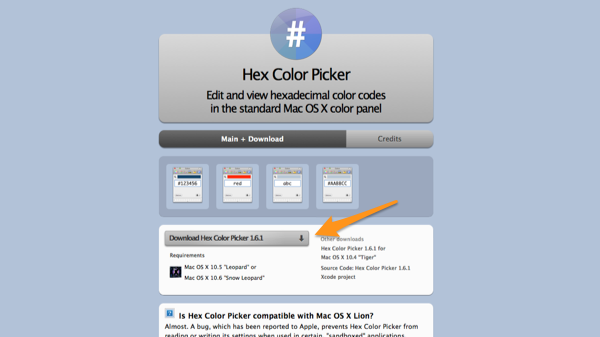 #
Hex Color Picker
Edit and view hexadecimal color codes
in the standard Mac OS X color panel
Main + Download
Credits
#123456
red
abc
#AABBCC
Download Hex Color Picker 1.6.1
Requirements
Mac OS X 10.5 "Leopard" or
Mac OS X 10.6 "Snow Leopard"
Other downloads
Hex Color Picker 1.6.1 for
Mac OS X 10.4 "Tiger"
Source Code: Hex Color Picker 1.6.1
Xcode project
? Is Hex Color Picker compatible with Mac OS X Lion?
Almost. A bug, which has been reported to Apple, prevents Hex Color Picker from
reading or writing its settings when used in certain, "sandboxed" applications